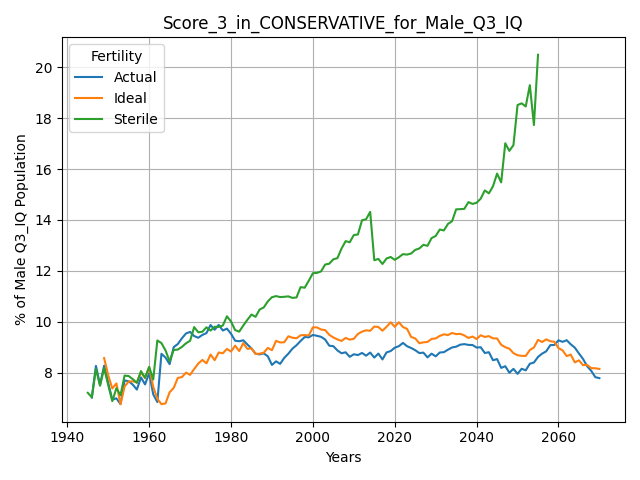 Score_3_in_CONSERVATIVE_for_Male_Q3_IQ
Fertility
Actual
Ideal
Sterile
% of Male Q3_IQ Population
20
18
16
14
12
10
8
1940
1960
1980
2000
2020
2040
2060
Years